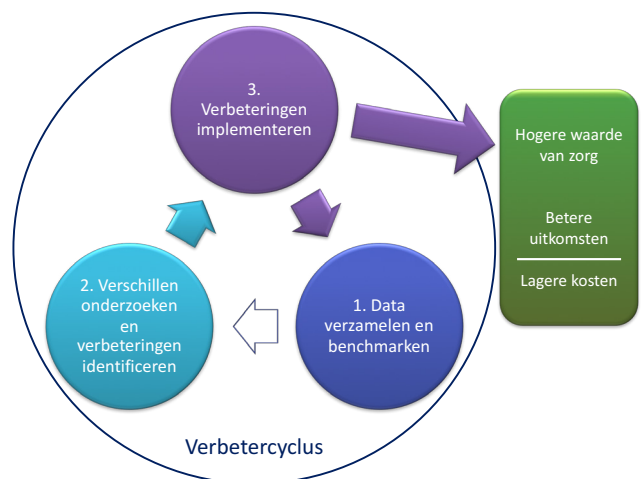 3.
Verbeteringen
implementeren
Hogere waarde
van zorg
Betere
uitkomsten
Lagere kosten
2. Verschillen
onderzoeken
en
verbeteringen
identificeren
1. Data
verzamelen en
benchmarken
Verbetercyclus